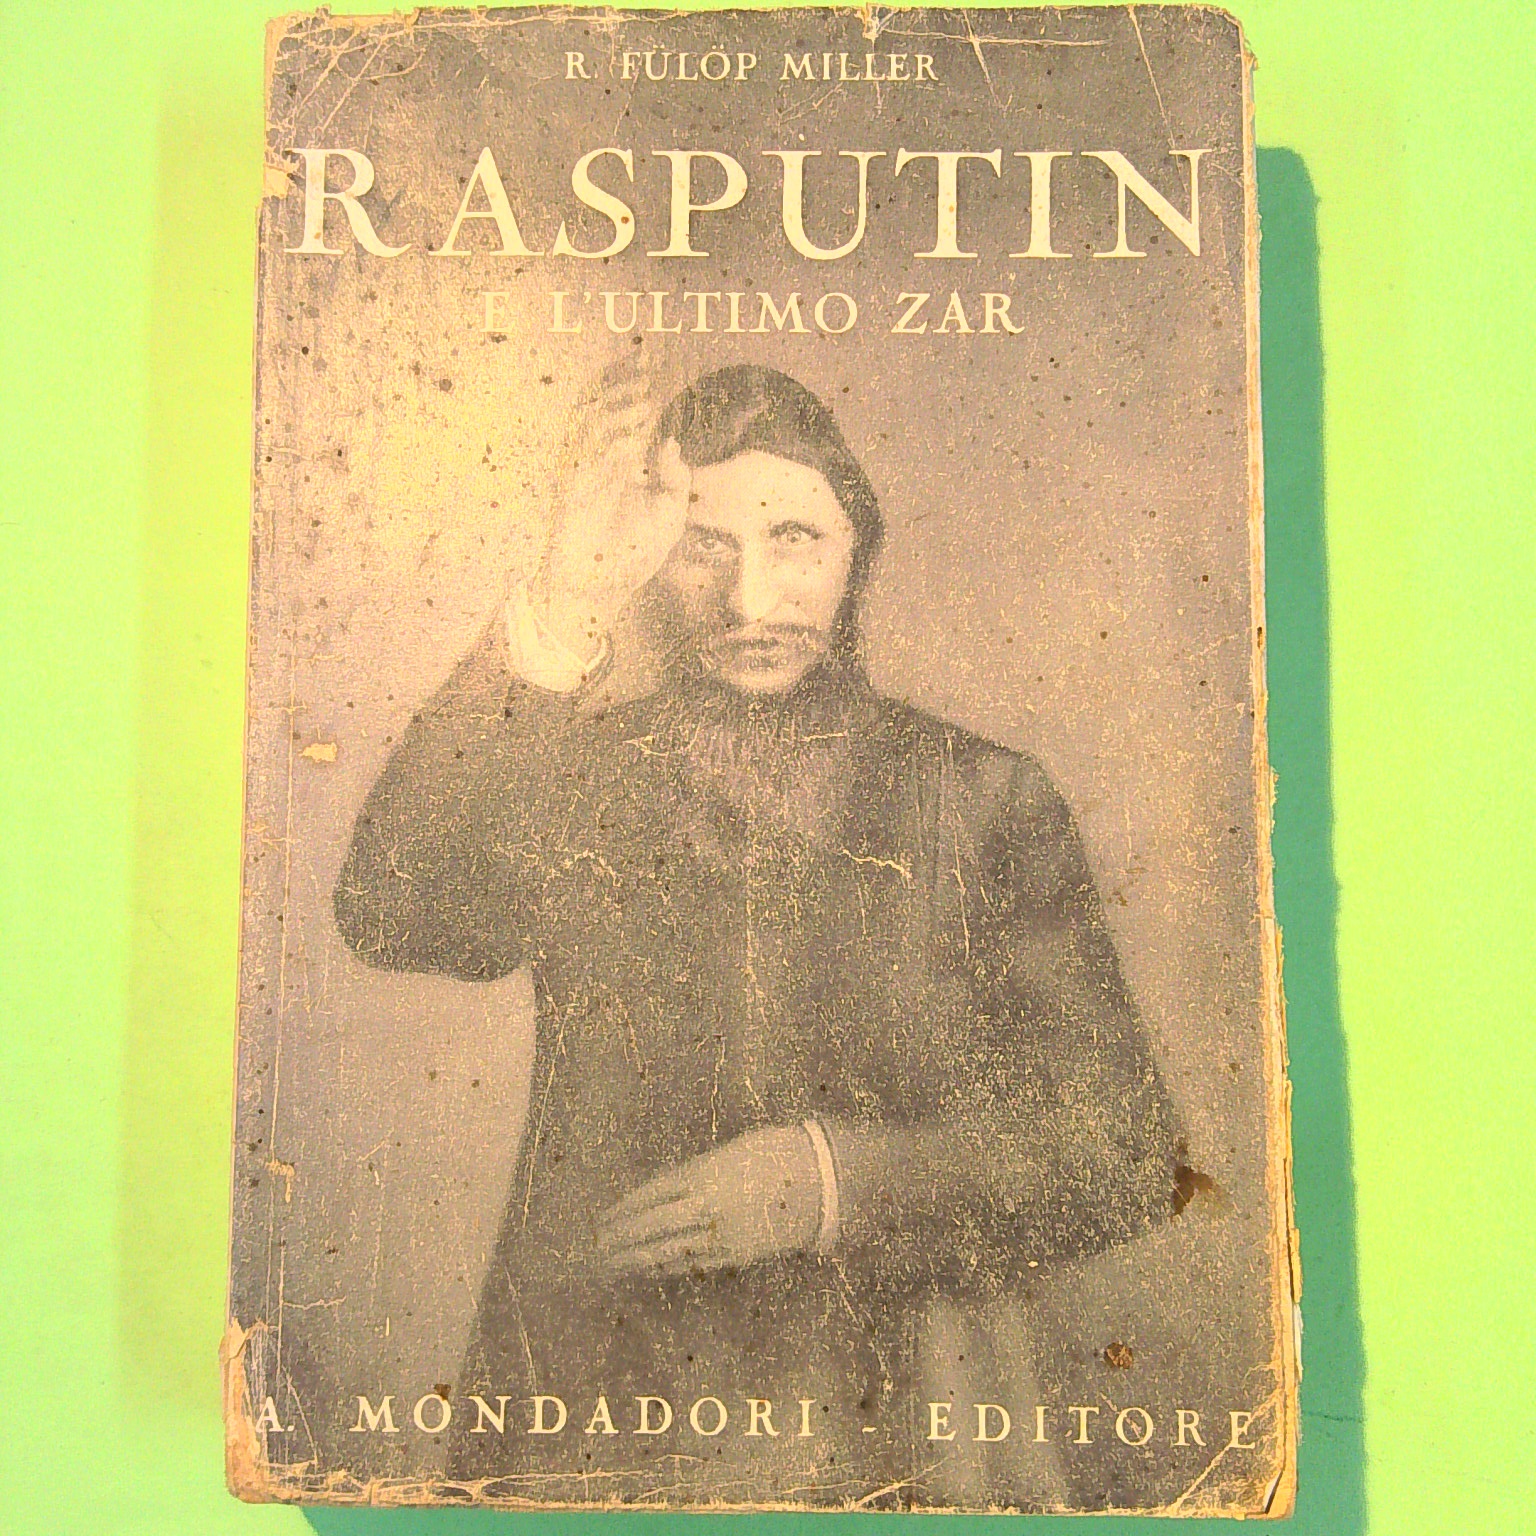 R. FÜLÖP MILLER
RASPUTIN
E L'ULTIMO ZAR
A. MONDADORI - EDITORE